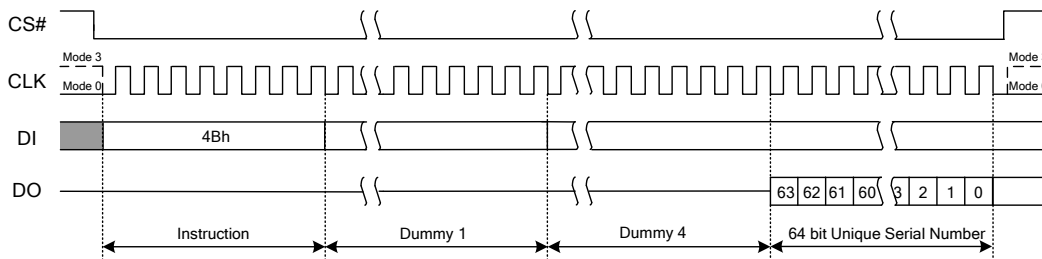 CS#
Mode 3
Mode
CLK
Mode 0
Mode
DI
4Bh
DO
63 62 61 60 3 2 1 0
Instruction
Dummy 1
Dummy 4
64 bit Unique Serial Number